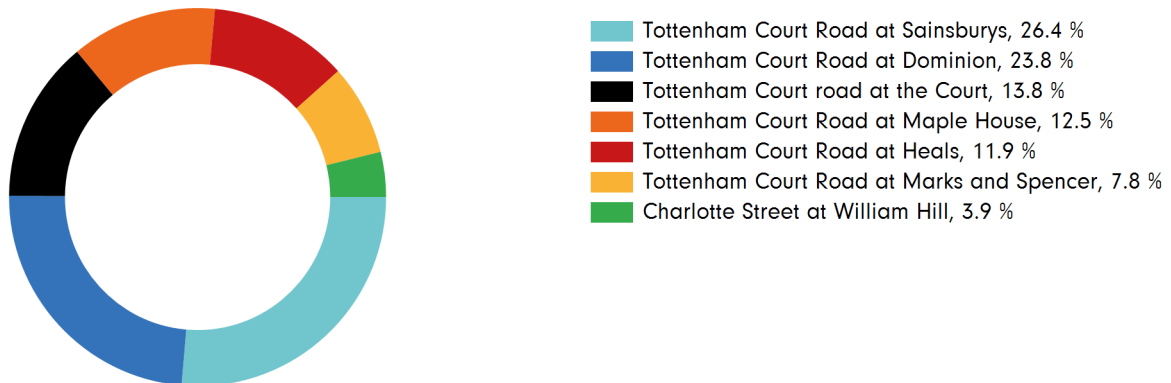 Tottenham Court Road at Sainsburys, 26.4 %
Tottenham Court Road at Dominion, 23.8 %
Tottenham Court road at the Court, 13.8 %
Tottenham Court Road at Maple House, 12.5 %
Tottenham Court Road at Heals, 11.9 %
Tottenham Court Road at Marks and Spencer, 7.8 %
Charlotte Street at William Hill, 3.9 %